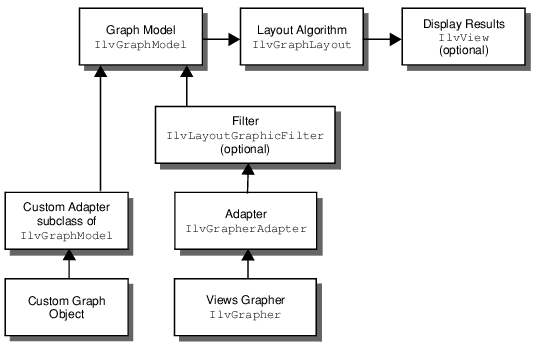 Graph Model
IlvGraphModel
Layout Algorithm
IlvGraphLayout
Display Results
IlvView
(optional)
Filter
IlvLayoutGraphicFilter
(optional)
Custom Adapter
subclass of
IlvGraphModel
Adapter
IlvGrapherAdapter
Custom Graph
Object
Views Grapher
IlvGrapher